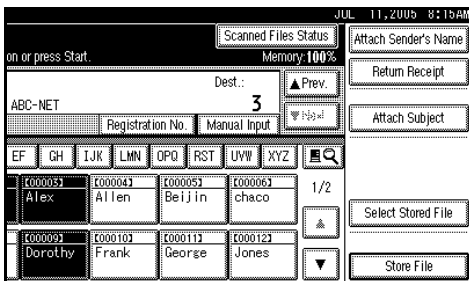 JUL 11,2005 8:15AM
Scanned Files Status
Attach Sender's Name
on or press Start.
Memory:100%
Return Receipt
Dest.:
▲Prev.
ABC-NET
3
Attach Subject
Registration No.
Manual Input
EF GH IJK LMN OPQ RST UVW XYZ
[00003] [00004] [00005] [00006]
Alex Allen Beijin chaco
1/2
Select Stored File
[00009] [00010] [00011] [00012]
Dorothy Frank George Jones
Store File